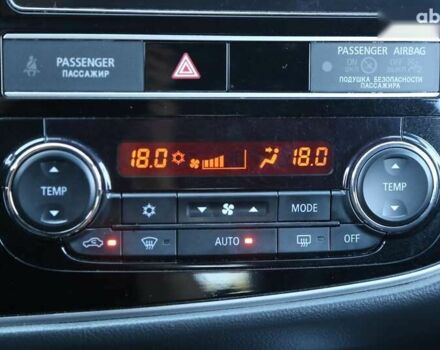 PASSENGER
ПАССАЖИР
PASSENGER AIRBAG
ON OFF
ПОДУШКА БЕЗОПАСНОСТИ
ПАССАЖИРА
18.0 18.0
TEMP
TEMP
MODE
AUTO
OFF